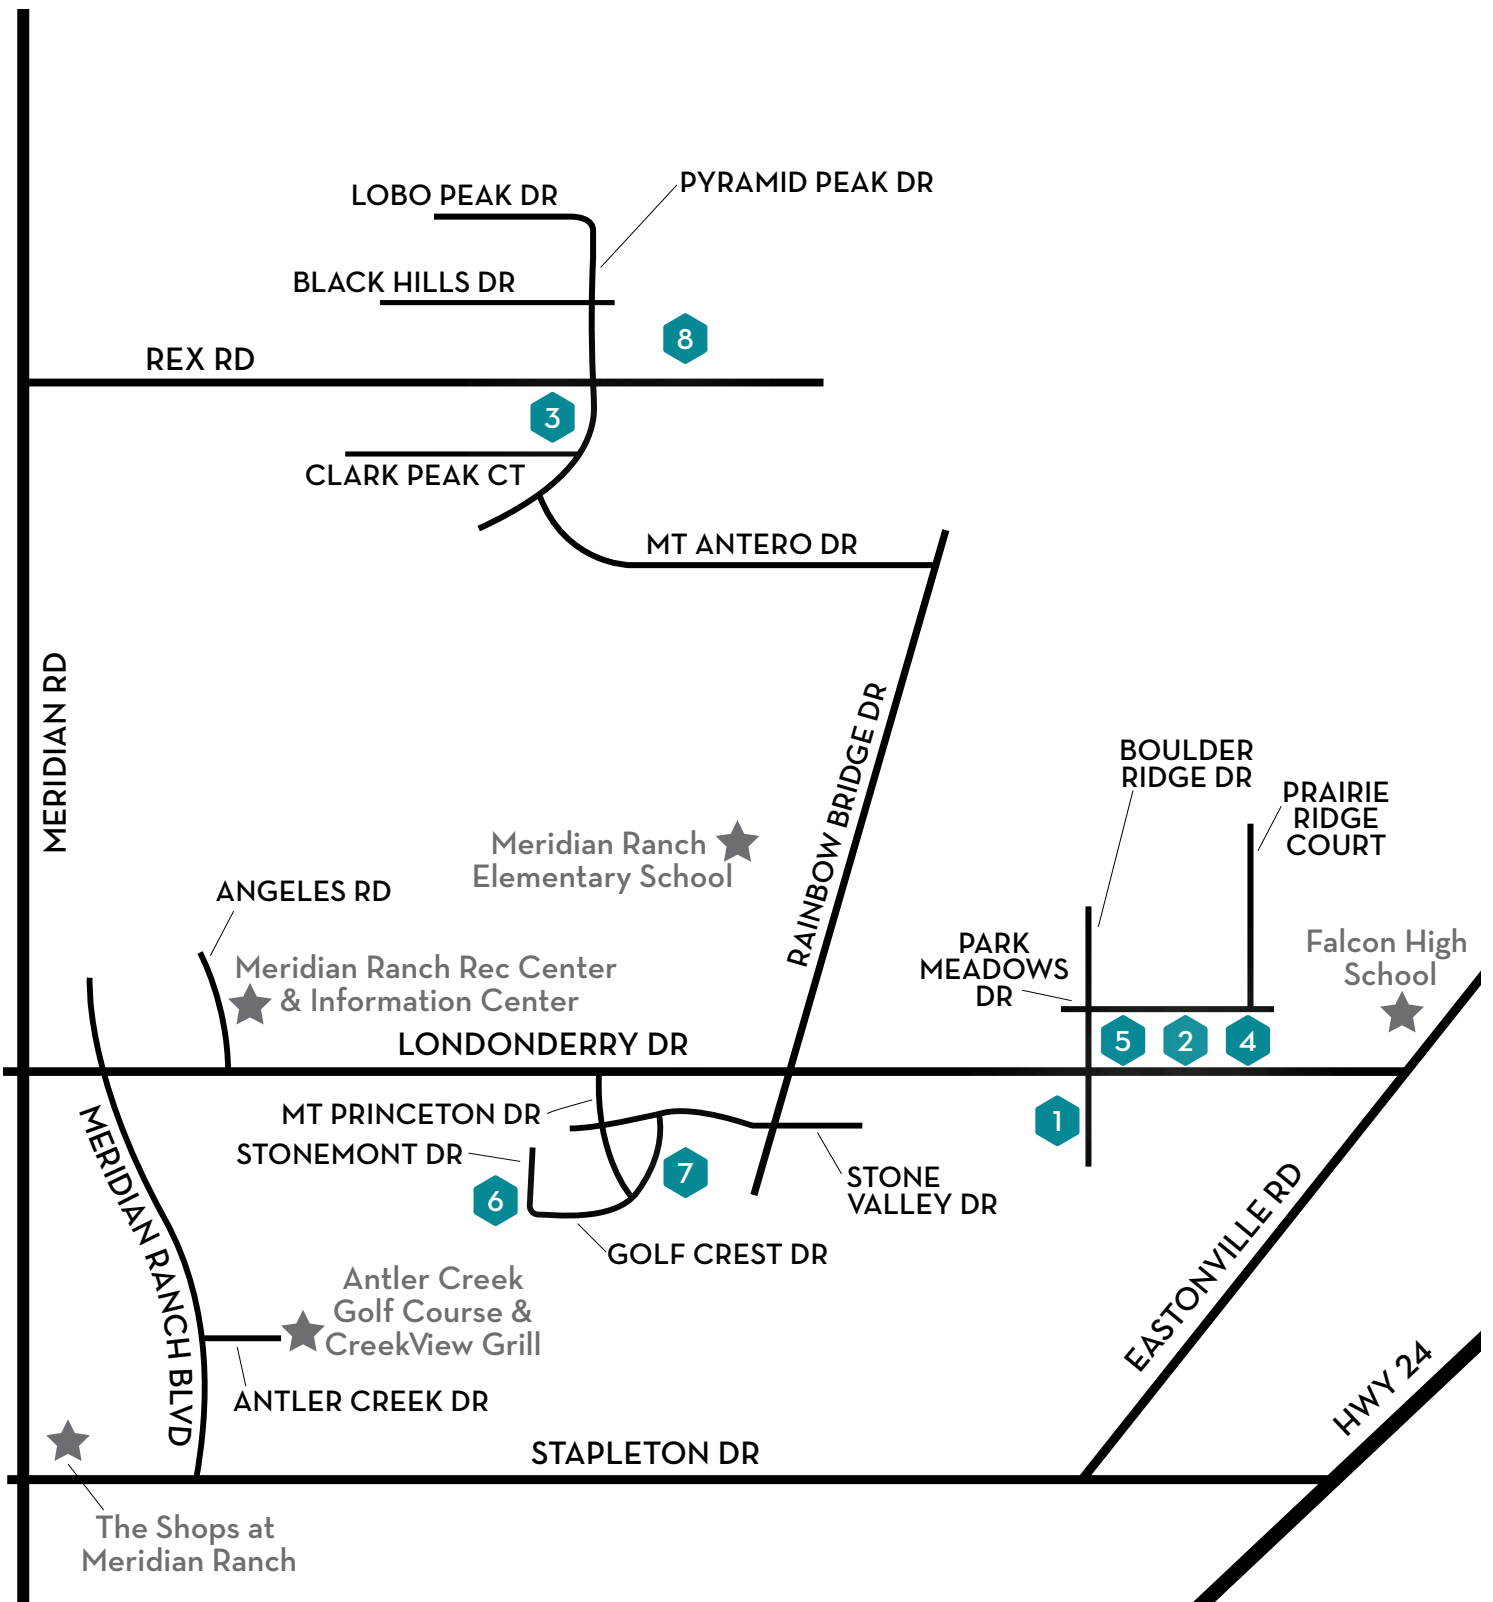 PYRAMID PEAK DR
LOBO PEAK DR
BLACK HILLS DR
8
REX RD
3
CLARK PEAK CT
MT ANTERO DR
MERIDIAN RD
RAINBOW BRIDGE DR
BOULDER
RIDGE DR
PRAIRIE
RIDGE
COURT
Meridian Ranch
Elementary School
ANGELES RD
PARK
MEADOWS
DR
Falcon High
School
Meridian Ranch Rec Center
& Information Center
LONDONDERRY DR
5
2
4
MT PRINCETON DR
1
STONEMONT DR
7
6
STONE
VALLEY DR
GOLF CREST DR
MERIDIAN RANCH BLVD
EASTONVILLE RD
Antler Creek
Golf Course &
CreekView Grill
HWY 24
ANTLER CREEK DR
STAPLETON DR
The Shops at
Meridian Ranch